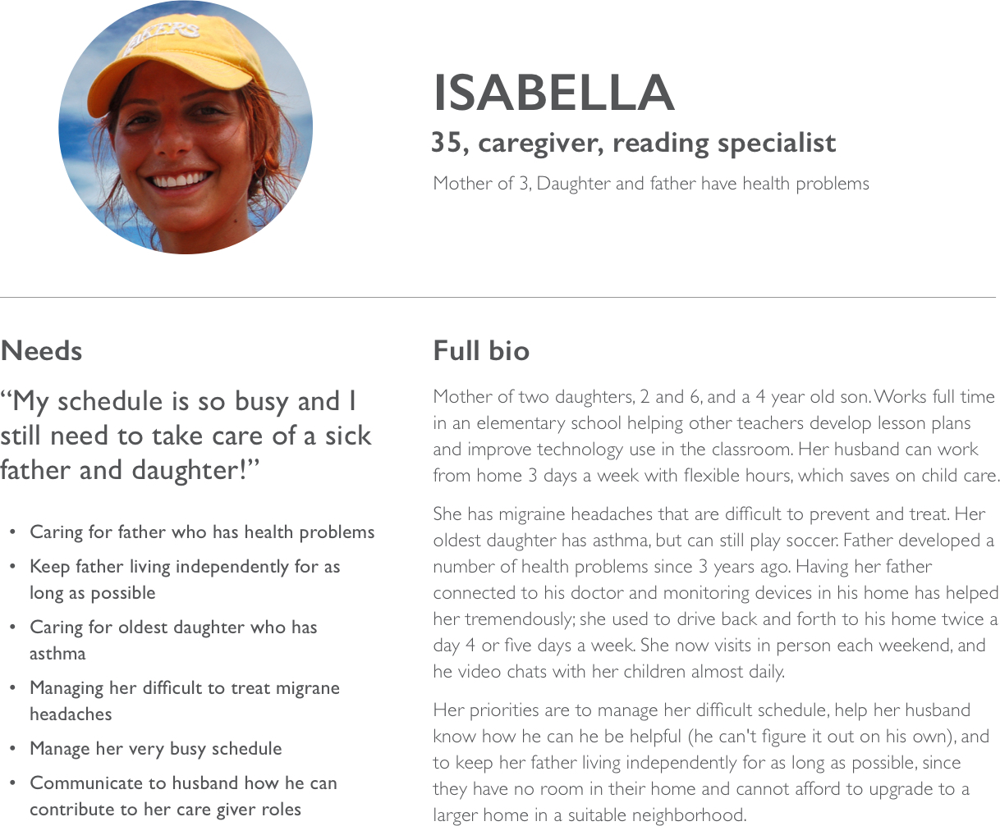 ISABELLA
35, caregiver, reading specialist
Mother of 3, Daughter and father have health problems
Needs
“My schedule is so busy and I
still need to take care of a sick
father and daughter!”
• Caring for father who has health problems
• Keep father living independently for as
long as possible
• Caring for oldest daughter who has
asthma
• Managing her difficult to treat migrane
headaches
• Manage her very busy schedule
• Communicate to husband how he can
contribute to her care giver roles
Full bio
Mother of two daughters, 2 and 6, and a 4 year old son. Works full time
in an elementary school helping other teachers develop lesson plans
and improve technology use in the classroom. Her husband can work
from home 3 days a week with flexible hours, which saves on child care.
She has migraine headaches that are difficult to prevent and treat. Her
oldest daughter has asthma, but can still play soccer. Father developed a
number of health problems since 3 years ago. Having her father
connected to his doctor and monitoring devices in his home has helped
her tremendously; she used to drive back and forth to his home twice a
day 4 or five days a week. She now visits in person each weekend, and
he video chats with her children almost daily.
Her priorities are to manage her difficult schedule, help her husband
know how he can he be helpful (he can't figure it out on his own), and
to keep her father living independently for as long as possible, since
they have no room in their home and cannot afford to upgrade to a
larger home in a suitable neighborhood.